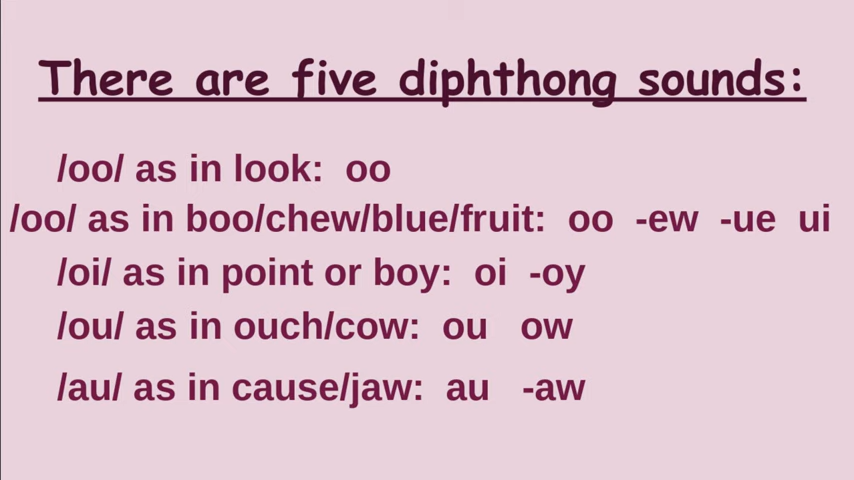 There are five diphthong sounds:
/oo/ as in look: oo
/oo/ as in boo/chew/blue/fruit: oo -ew -ue ui
/oi/ as in point or boy: oi -oy
/ou/ as in ouch/cow: ou ow
/au/ as in cause/jaw: au -aw